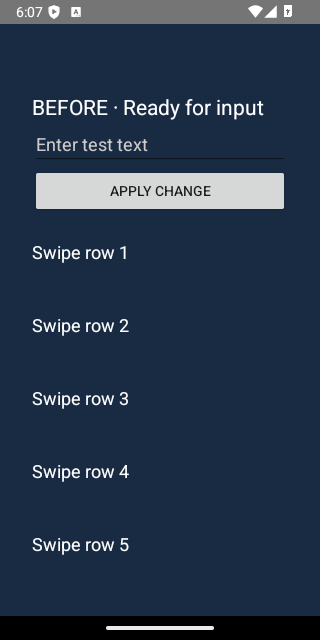 6:07
BEFORE · Ready for input
Enter test text
APPLY CHANGE
Swipe row 1
Swipe row 2
Swipe row 3
Swipe row 4
Swipe row 5